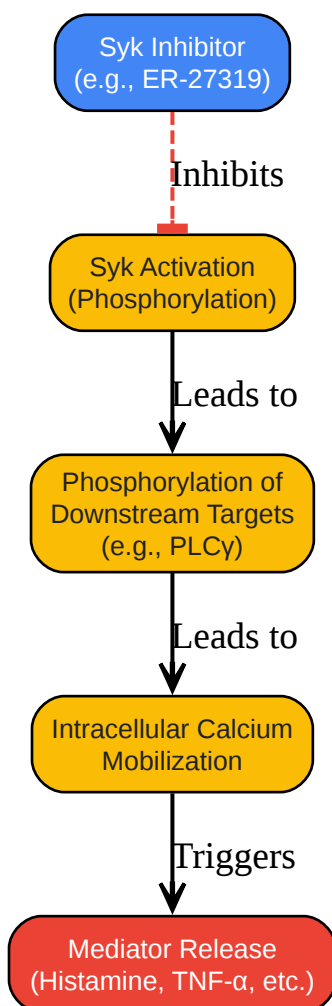 Syk Inhibitor
(e.g., ER-27319)
Inhibits
Syk Activation
(Phosphorylation)
Leads to
Phosphorylation of
Downstream Targets
(e.g., PLCγ)
Leads to
Intracellular Calcium
Mobilization
Triggers
Mediator Release
(Histamine, TNF-α, etc.)